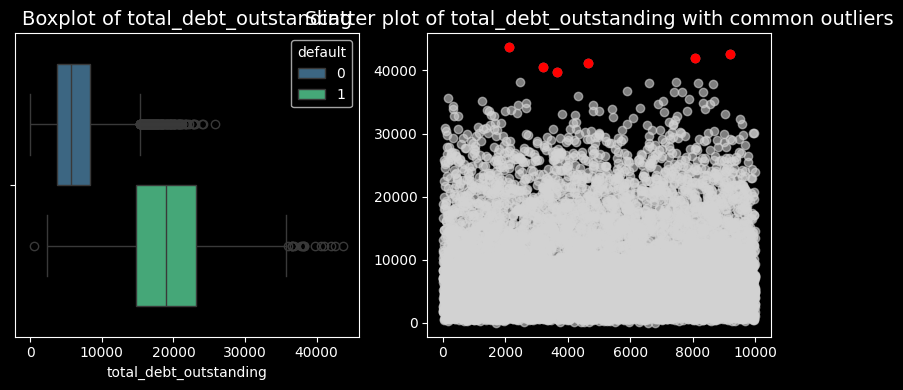 Boxplot of total_debt_outstanding
Scatter plot of total_debt_outstanding with common outliers
default
0
1
0 10000 20000 30000 40000
total_debt_outstanding
40000
30000
20000
10000
0
0 2000 4000 6000 8000 10000